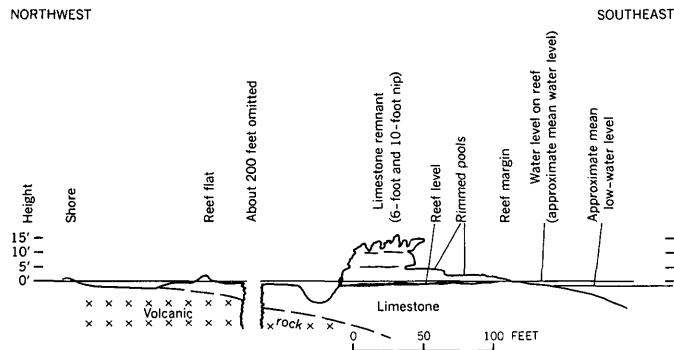 NORTHWEST
SOUTHEAST
Height
Shore
Reef flat
About 200 feet omitted
Limestone remnant
(6-foot and 10-foot nip)
Reef level
Rimmed pools
Reef margin
Water level on reef
(approximate mean water level)
Approximate mean
low-water level
15'
10'
5'
0'
Volcanic
rock
Limestone
0 50 100 FEET